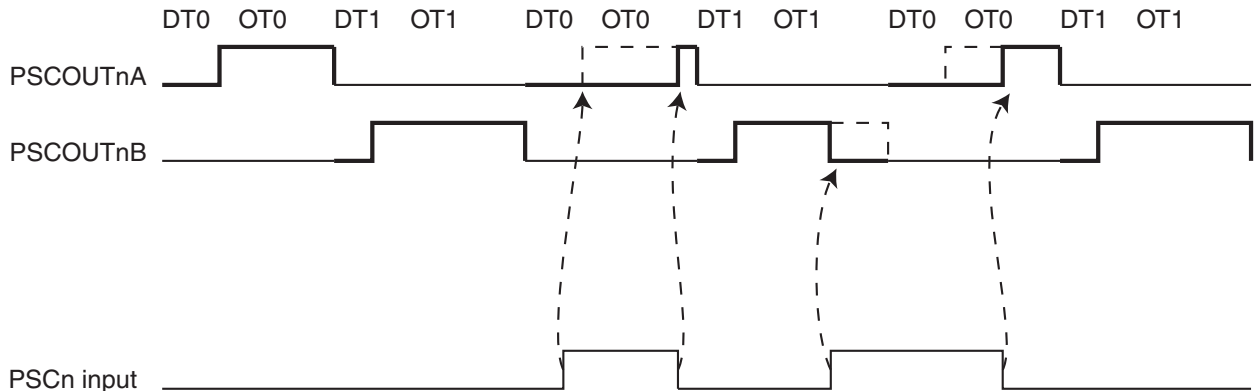 DT0 OT0 DT1 OT1 DT0 OT0 DT1 OT1 DT0 OT0 DT1 OT1
PSCOUTnA
PSCOUTnB
PSCn input